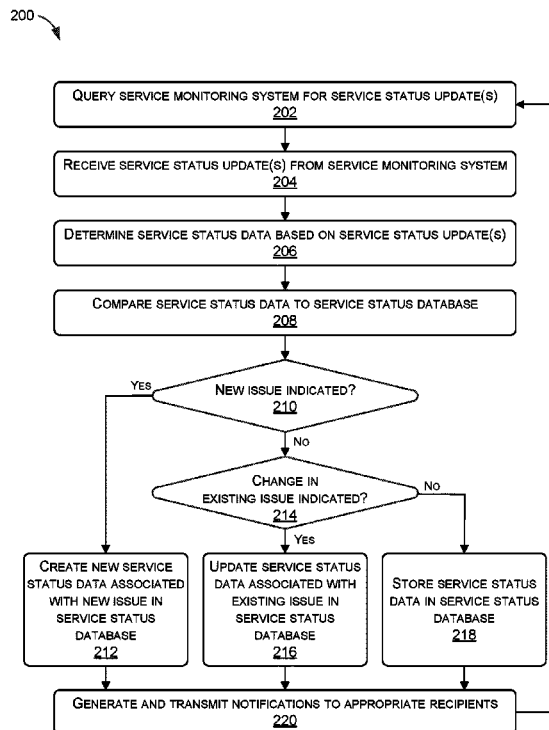 200
QUERY SERVICE MONITORING SYSTEM FOR SERVICE STATUS UPDATE(S)
202
RECEIVE SERVICE STATUS UPDATE(S) FROM SERVICE MONITORING SYSTEM
204
DETERMINE SERVICE STATUS DATA BASED ON SERVICE STATUS UPDATE(S)
206
COMPARE SERVICE STATUS DATA TO SERVICE STATUS DATABASE
208
YES
NEW ISSUE INDICATED?
210
NO
CHANGE IN
EXISTING ISSUE INDICATED?
214
NO
YES
CREATE NEW SERVICE
STATUS DATA ASSOCIATED
WITH NEW ISSUE IN
SERVICE STATUS
DATABASE
212
UPDATE SERVICE STATUS
DATA ASSOCIATED WITH
EXISTING ISSUE IN
SERVICE STATUS
DATABASE
216
STORE SERVICE STATUS
DATA IN SERVICE STATUS
DATABASE
218
GENERATE AND TRANSMIT NOTIFICATIONS TO APPROPRIATE RECIPIENTS
220